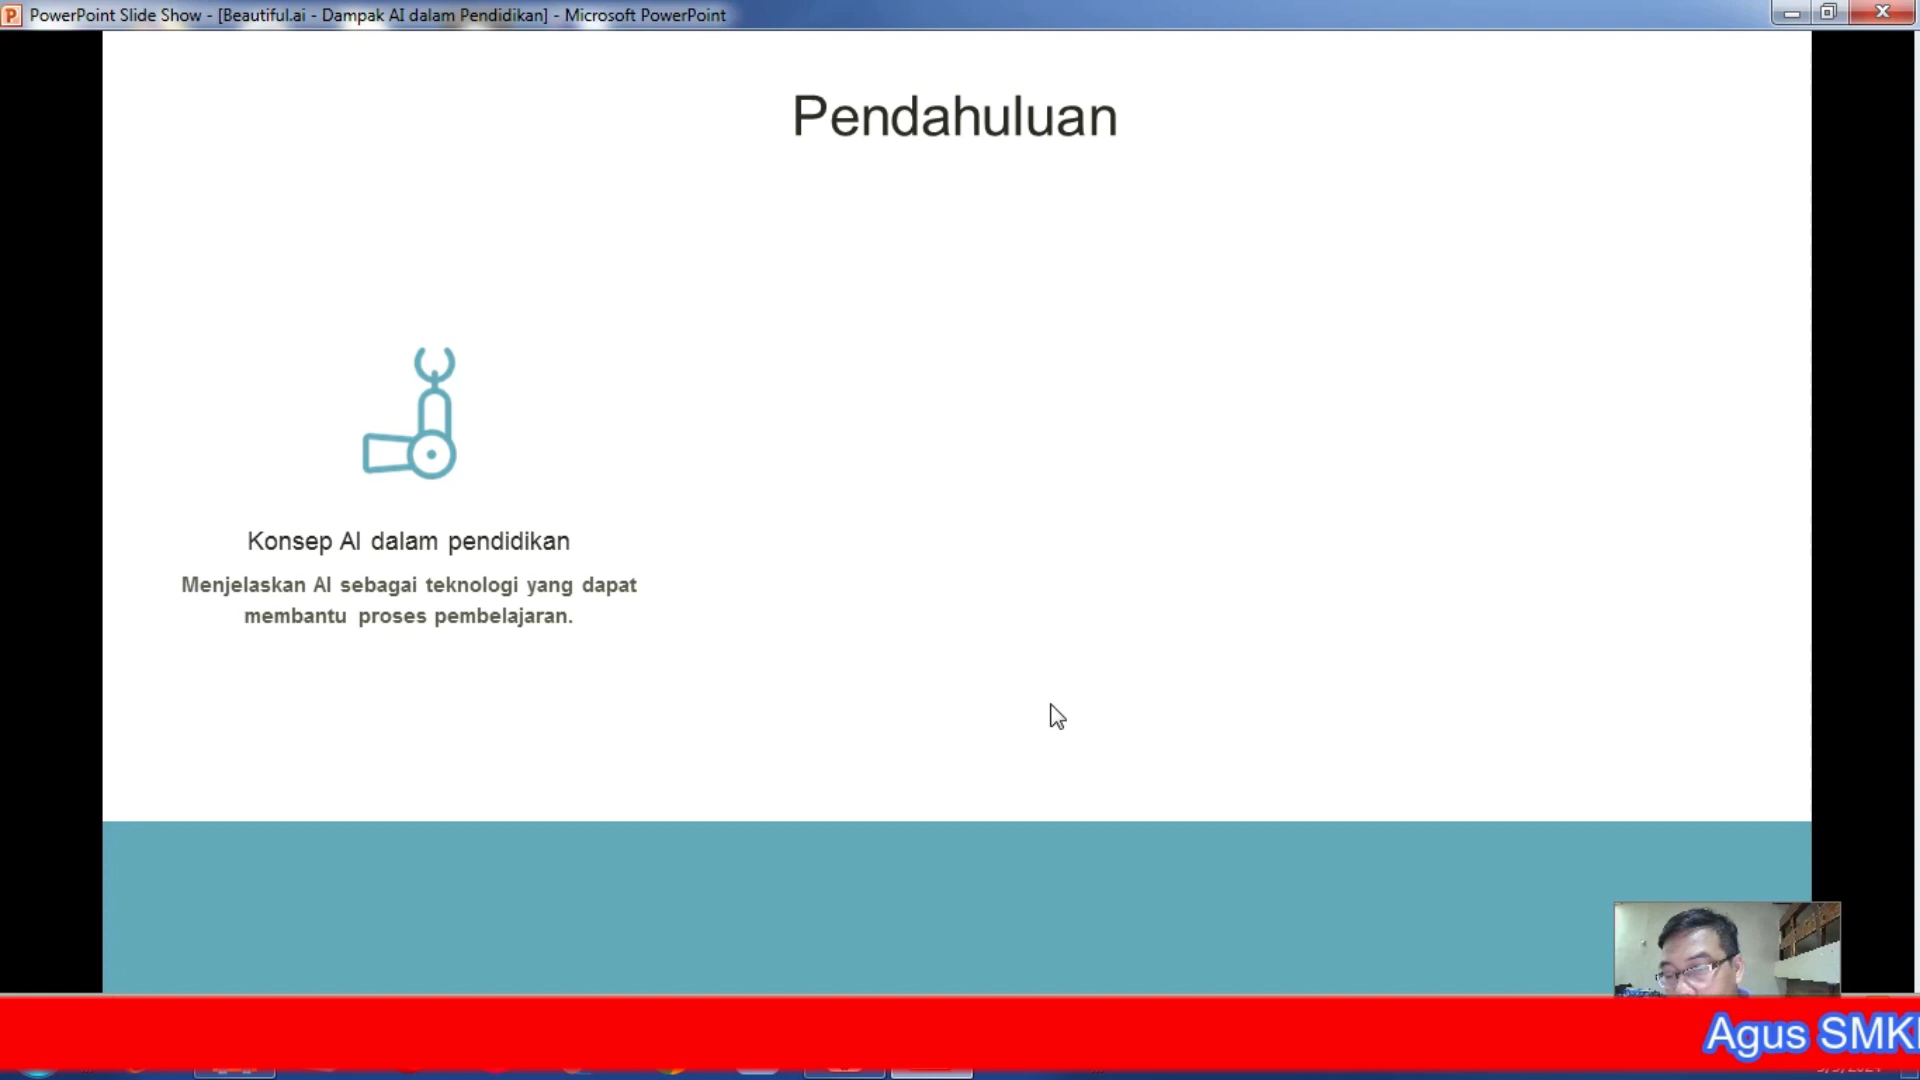 PowerPoint Slide Show - [Beautiful.ai - Dampak AI dalam Pendidikan] - Microsoft PowerPoint
Pendahuluan
Konsep AI dalam pendidikan
Menjelaskan AI sebagai teknologi yang dapat
membantu proses pembelajaran.
Agus